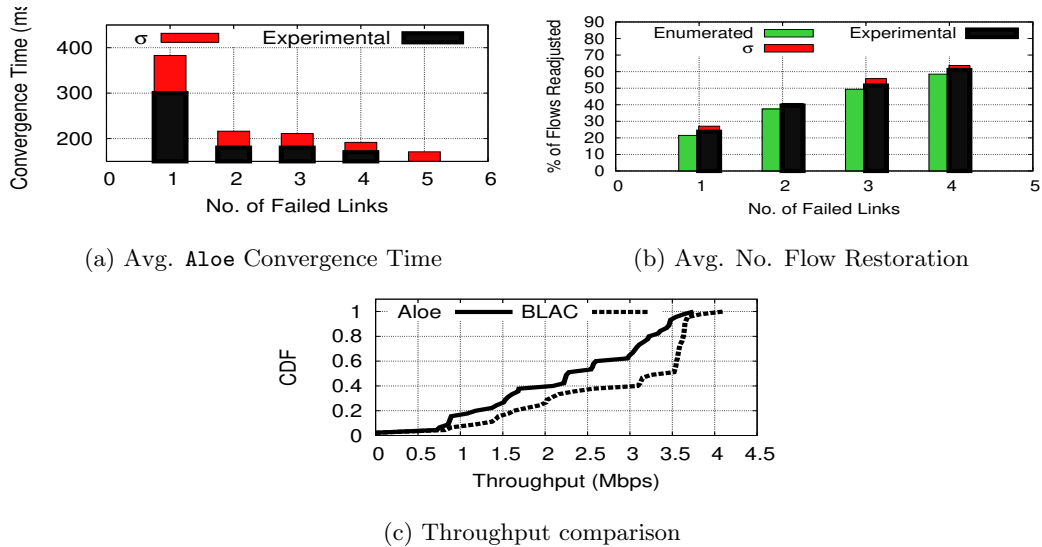 Convergence Time (ms
400
300
200
σ
Experimental
0 1 2 3 4 5 6
No. of Failed Links
(a) Avg. Aloe Convergence Time
% of Flows Readjusted
90
80
70
60
50
40
30
20
10
0
Enumerated
σ
Experimental
0 1 2 3 4 5
No. of Failed Links
(b) Avg. No. Flow Restoration
CDF
1
0.8
0.6
0.4
0.2
0
Aloe
BLAC
0 0.5 1 1.5 2 2.5 3 3.5 4 4.5
Throughput (Mbps)
(c) Throughput comparison